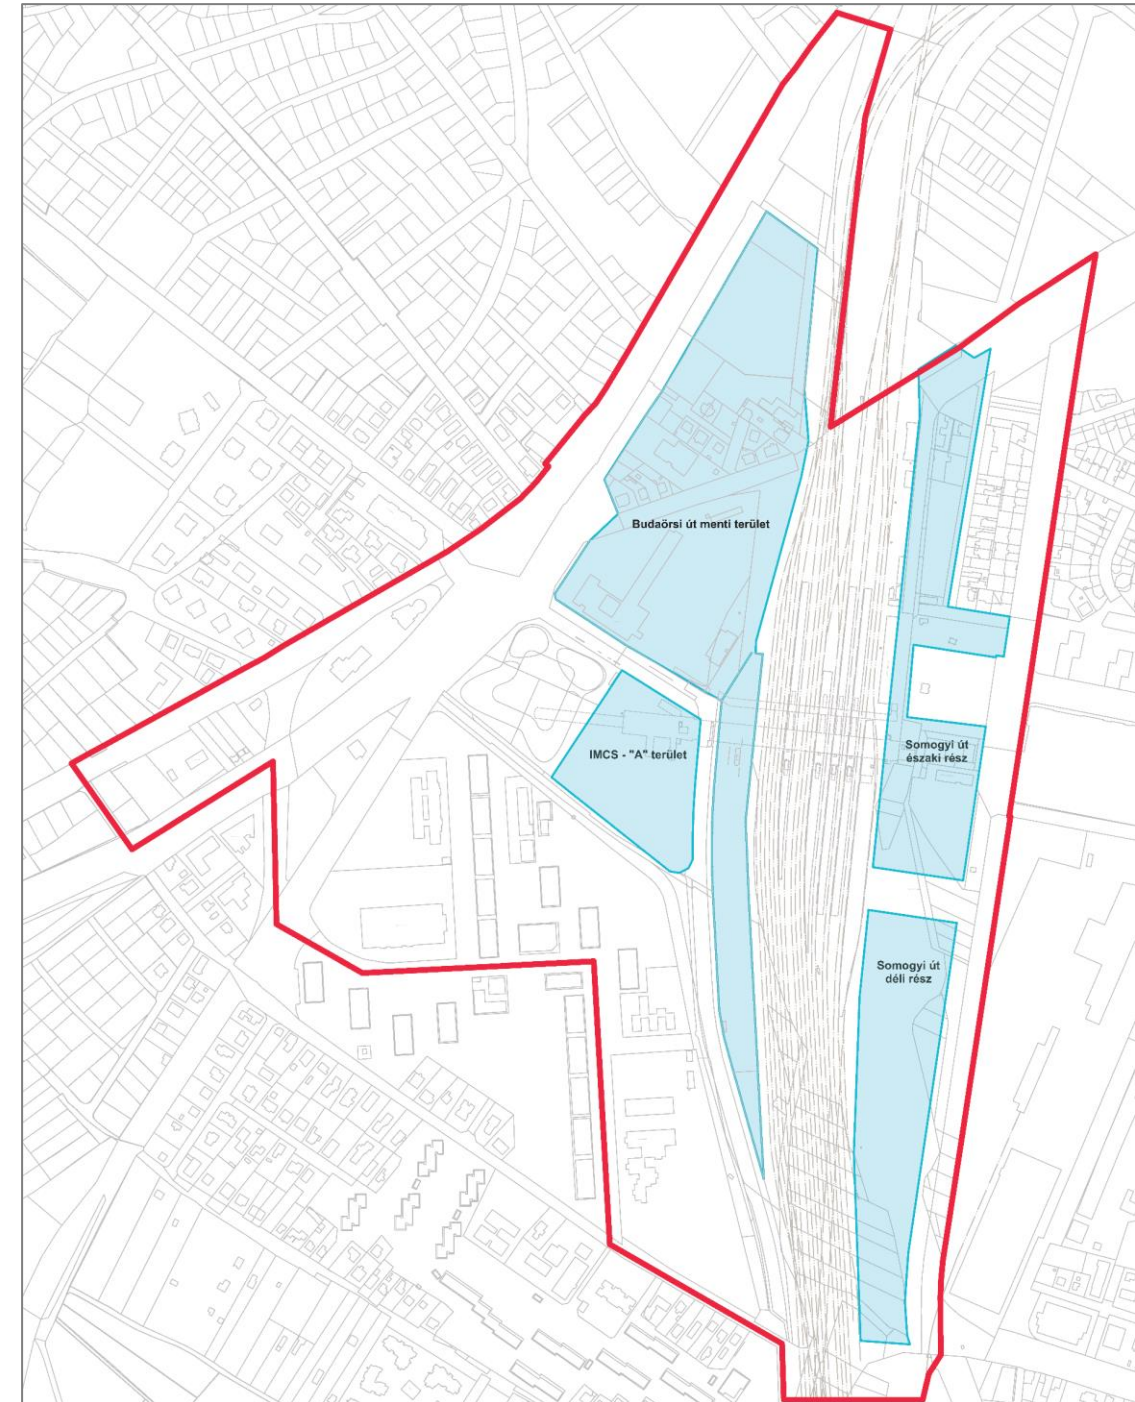 Budaörsi út menti terület
IMCS - "A" terület
Somogyi út
északi rész
Somogyi út
déli rész